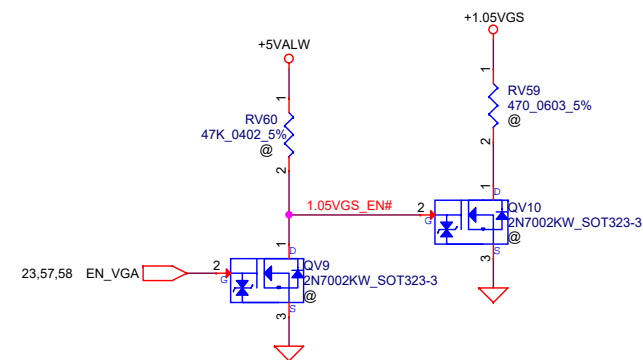 +1.05VGS
+5VALW
1
RV59
470_0603_5%
@
2
1
RV60
47K_0402_5%
@
2
1.05VGS_EN#
2
G
1
D
QV10
2N7002KW_SOT323-3
@
S
3
23,57,58 EN_VGA
2
G
1
D
QV9
2N7002KW_SOT323-3
@
S
3